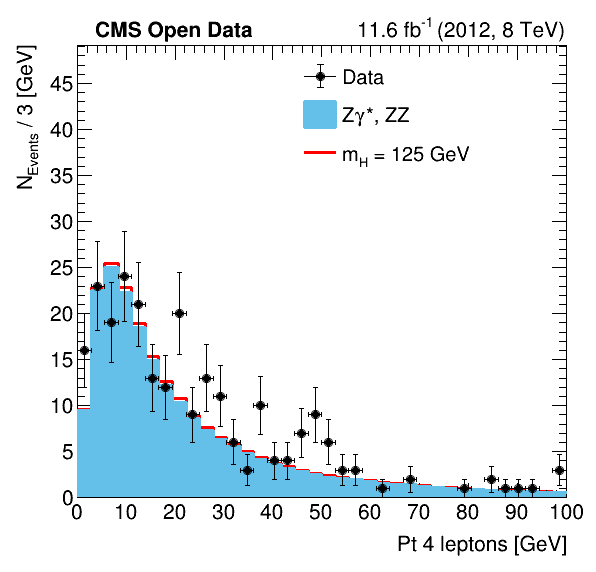 CMS Open Data
11.6 fb⁻¹ (2012, 8 TeV)
N_Events / 3 [GeV]
45
40
35
30
25
20
15
10
5
0
Data
Zγ*, ZZ
m_H = 125 GeV
0 10 20 30 40 50 60 70 80 90 100
Pt 4 leptons [GeV]